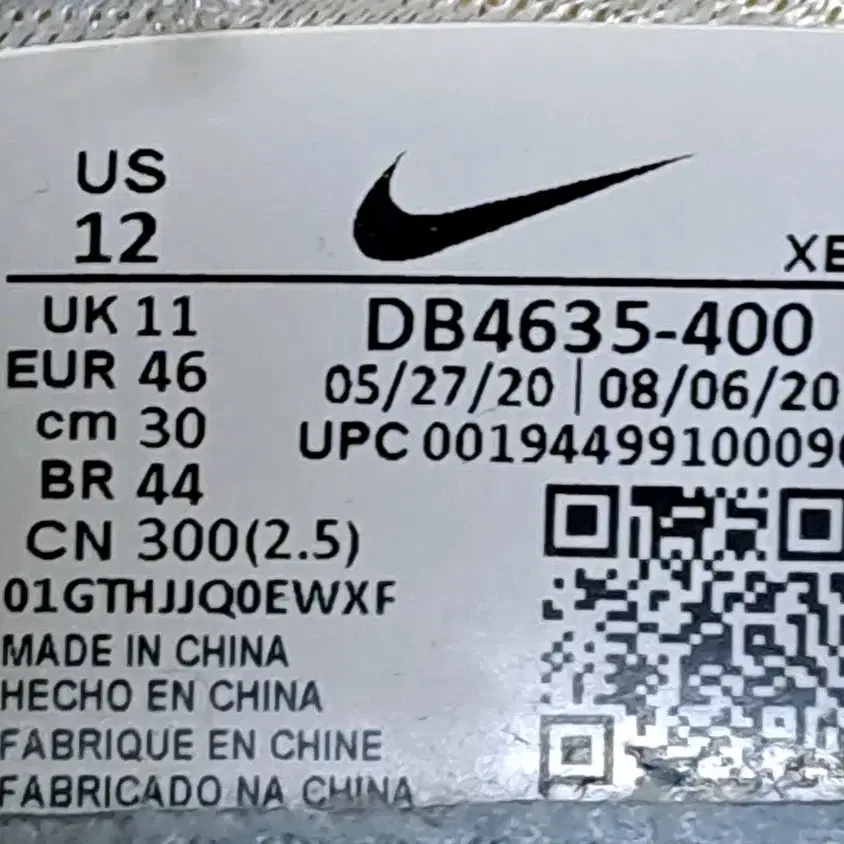 US
12
XE
UK 11
EUR 46
cm 30
BR 44
CN 300(2.5)
01GTHJJQ0EWXF
MADE IN CHINA
HECHO EN CHINA
FABRIQUE EN CHINE
FABRICADO NA CHINA
DB4635-400
05/27/20 | 08/06/20
UPC 0019449910009